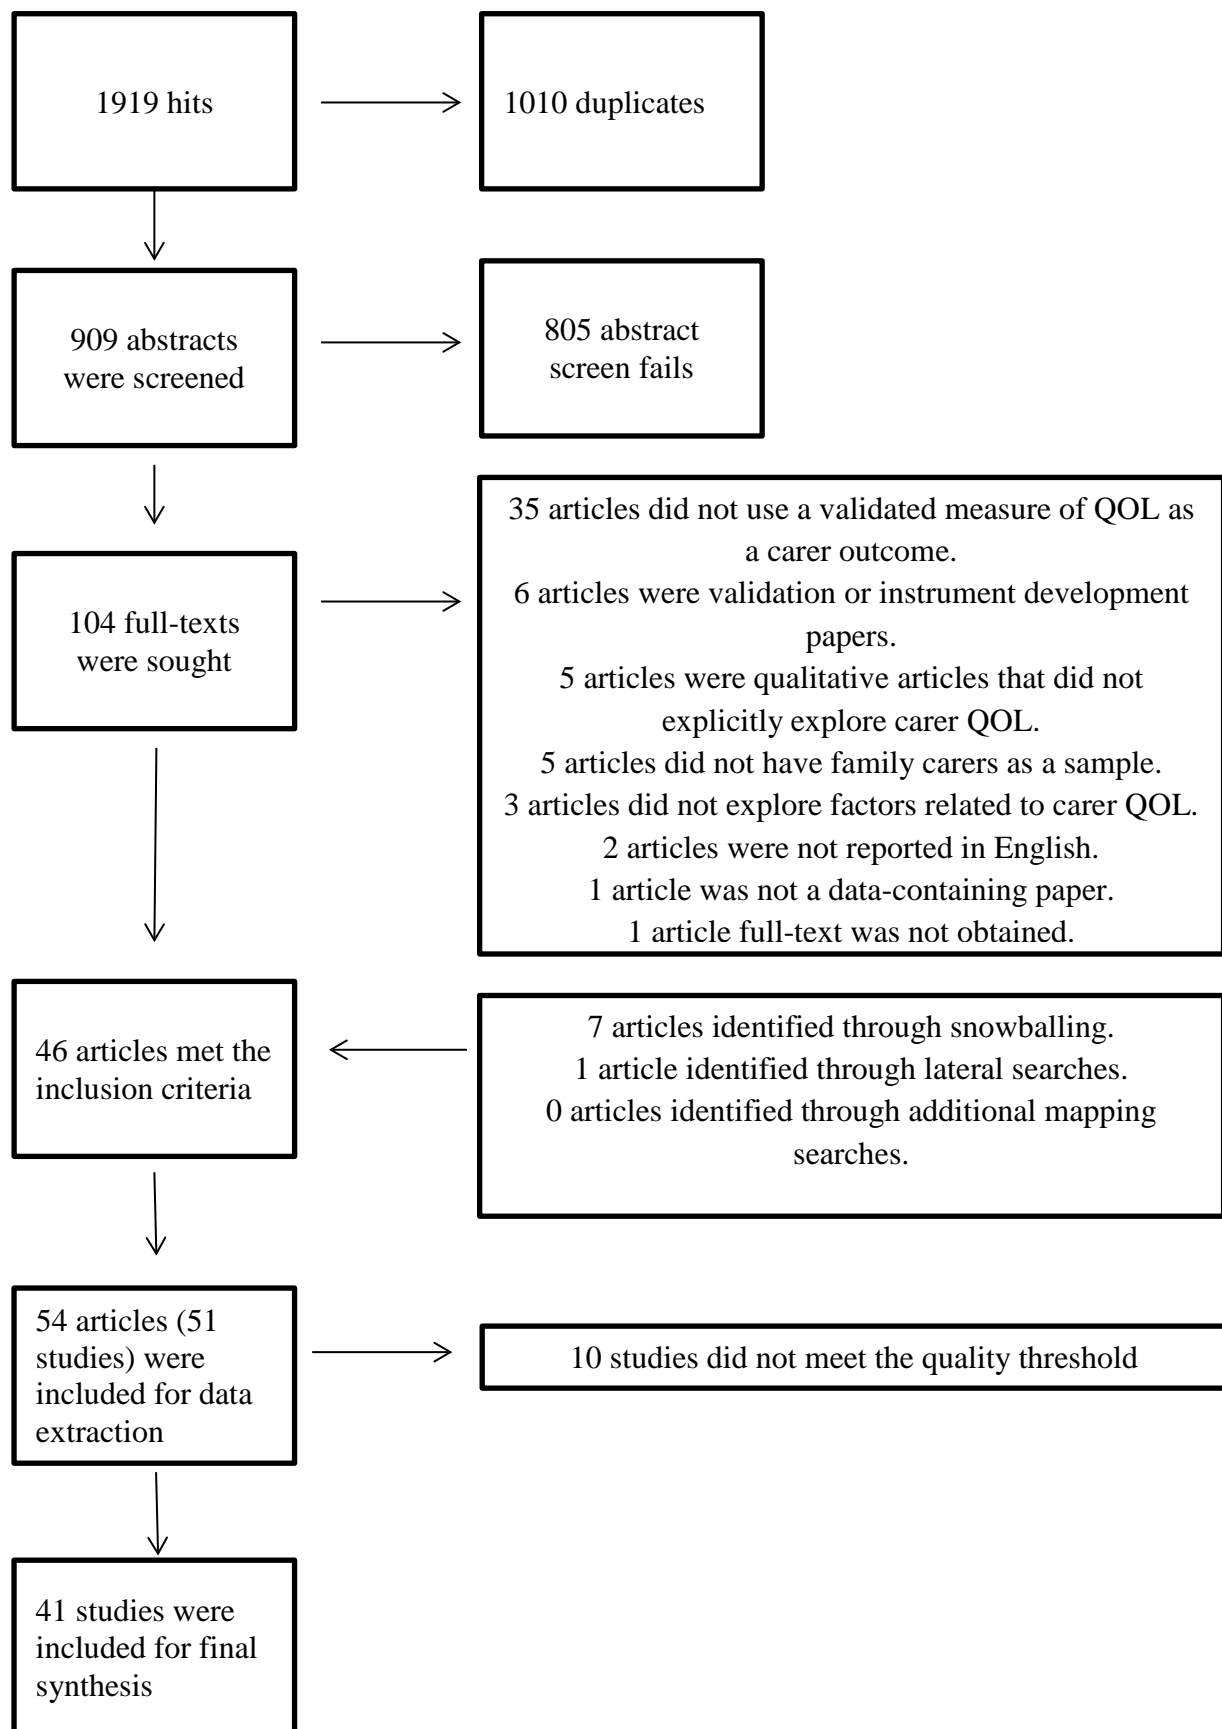 1919 hits
1010 duplicates
909 abstracts
were screened
805 abstract
screen fails
104 full-texts
were sought
35 articles did not use a validated measure of QOL as
a carer outcome.
6 articles were validation or instrument development
papers.
5 articles were qualitative articles that did not
explicitly explore carer QOL.
5 articles did not have family carers as a sample.
3 articles did not explore factors related to carer QOL.
2 articles were not reported in English.
1 article was not a data-containing paper.
1 article full-text was not obtained.
46 articles met the
inclusion criteria
7 articles identified through snowballing.
1 article identified through lateral searches.
0 articles identified through additional mapping
searches.
54 articles (51
studies) were
included for data
extraction
10 studies did not meet the quality threshold
41 studies were
included for final
synthesis